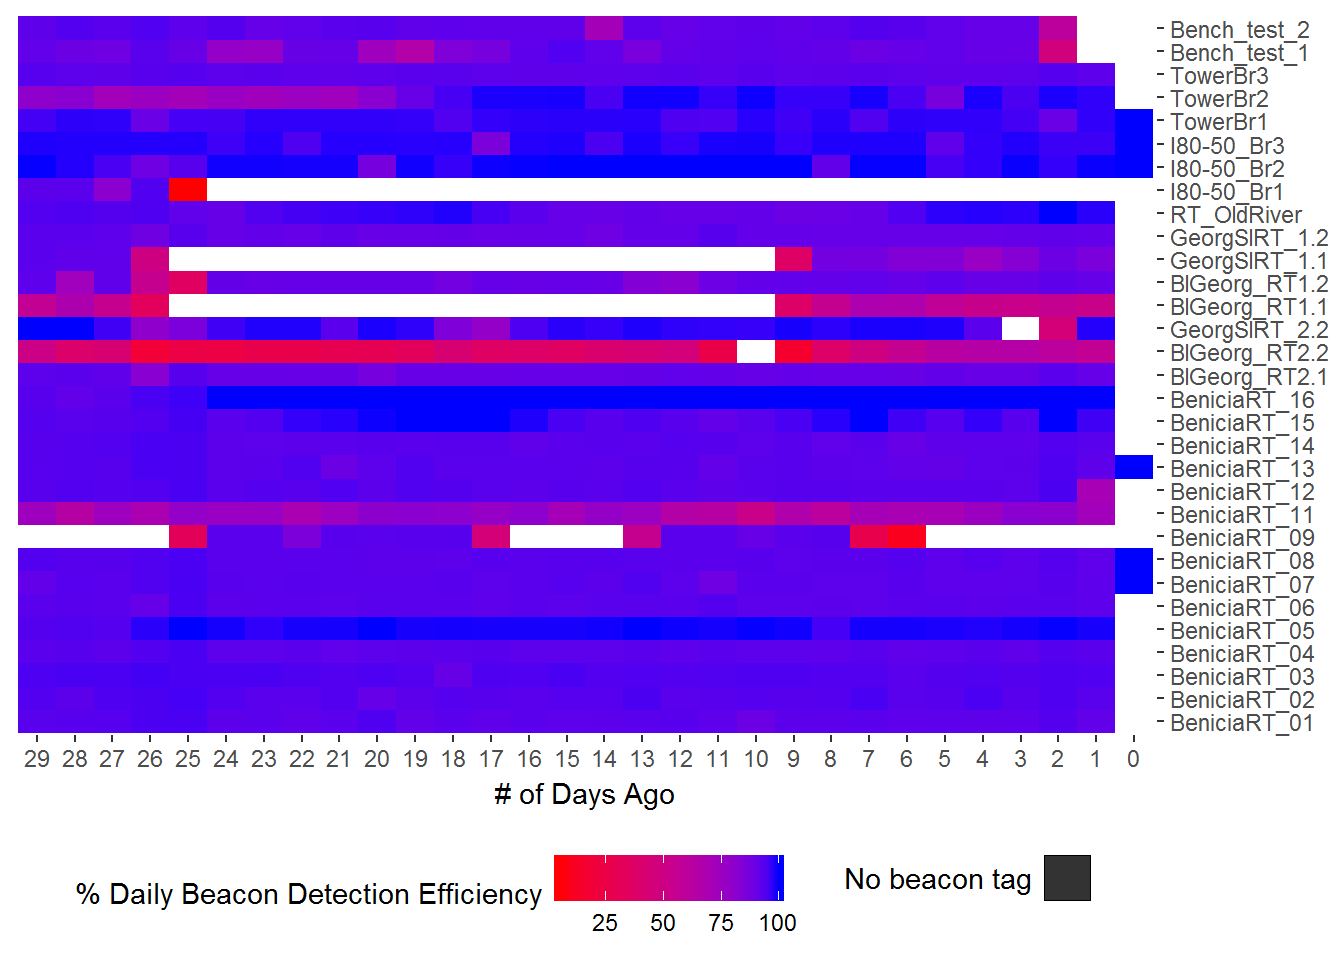 Bench_test_2
Bench_test_1
TowerBr3
TowerBr2
TowerBr1
I80-50_Br3
I80-50_Br2
I80-50_Br1
RT_OldRiver
GeorgSlRT_1.2
GeorgSlRT_1.1
BlGeorg_RT1.2
BlGeorg_RT1.1
GeorgSlRT_2.2
BlGeorg_RT2.2
BlGeorg_RT2.1
BeniciaRT_16
BeniciaRT_15
BeniciaRT_14
BeniciaRT_13
BeniciaRT_12
BeniciaRT_11
BeniciaRT_09
BeniciaRT_08
BeniciaRT_07
BeniciaRT_06
BeniciaRT_05
BeniciaRT_04
BeniciaRT_03
BeniciaRT_02
BeniciaRT_01
29 28 27 26 25 24 23 22 21 20 19 18 17 16 15 14 13 12 11 10 9 8 7 6 5 4 3 2 1 0
# of Days Ago
% Daily Beacon Detection Efficiency
25 50 75 100
No beacon tag